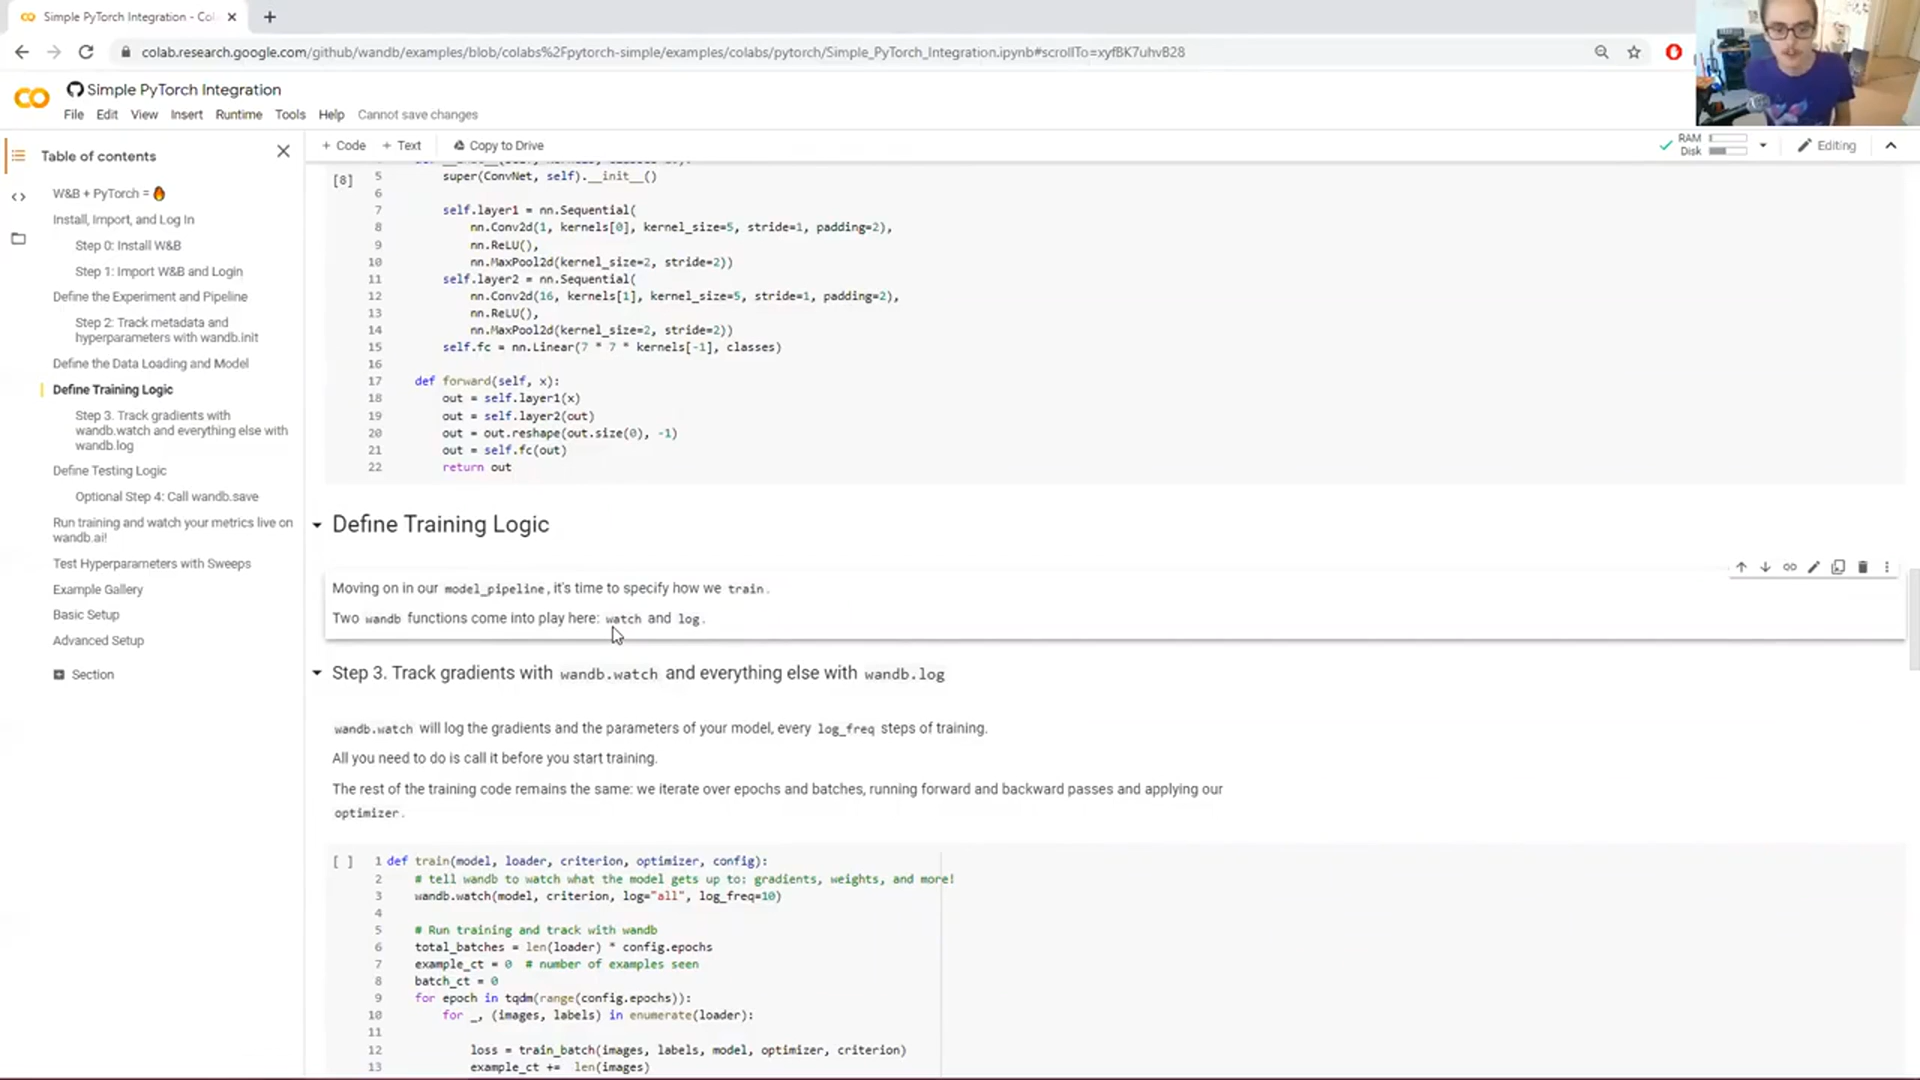 Simple PyTorch Integration - Col
colab.research.google.com/github/wandb/examples/blob/colabs%2Fpytorch-simple/examples/colabs/pytorch/Simple_PyTorch_Integration.ipynb#scrollTo=xyfBK7uhvB28
Simple PyTorch Integration
File Edit View Insert Runtime Tools Help Cannot save changes
Table of contents
W&B + PyTorch = 🔥
Install, Import, and Log In
Step 0: Install W&B
Step 1: Import W&B and Login
Define the Experiment and Pipeline
Step 2: Track metadata and
hyperparameters with wandb.init
Define the Data Loading and Model
Define Training Logic
Step 3. Track gradients with
wandb.watch and everything else with
wandb.log
Define Testing Logic
Optional Step 4: Call wandb.save
Run training and watch your metrics live on
wandb.ai!
Test Hyperparameters with Sweeps
Example Gallery
Basic Setup
Advanced Setup
Section
+ Code + Text Copy to Drive
RAM
Disk
Editing
[8] 5 super(ConvNet, self).__init__()
6
7 self.layer1 = nn.Sequential(
8 nn.Conv2d(1, kernels[0], kernel_size=5, stride=1, padding=2),
9 nn.ReLU(),
10 nn.MaxPool2d(kernel_size=2, stride=2))
11 self.layer2 = nn.Sequential(
12 nn.Conv2d(16, kernels[1], kernel_size=5, stride=1, padding=2),
13 nn.ReLU(),
14 nn.MaxPool2d(kernel_size=2, stride=2))
15 self.fc = nn.Linear(7 * 7 * kernels[-1], classes)
16
17 def forward(self, x):
18 out = self.layer1(x)
19 out = self.layer2(out)
20 out = out.reshape(out.size(0), -1)
21 out = self.fc(out)
22 return out
Define Training Logic
Moving on in our model_pipeline, it's time to specify how we train.
Two wandb functions come into play here: watch and log.
Step 3. Track gradients with wandb.watch and everything else with wandb.log
wandb.watch will log the gradients and the parameters of your model, every log_freq steps of training.
All you need to do is call it before you start training.
The rest of the training code remains the same: we iterate over epochs and batches, running forward and backward passes and applying our
optimizer.
[ ] 1 def train(model, loader, criterion, optimizer, config):
2 # tell wandb to watch what the model gets up to: gradients, weights, and more!
3 wandb.watch(model, criterion, log="all", log_freq=10)
4
5 # Run training and track with wandb
6 total_batches = len(loader) * config.epochs
7 example_ct = 0 # number of examples seen
8 batch_ct = 0
9 for epoch in tqdm(range(config.epochs)):
10 for _, (images, labels) in enumerate(loader):
11
12 loss = train_batch(images, labels, model, optimizer, criterion)
13 example_ct += len(images)